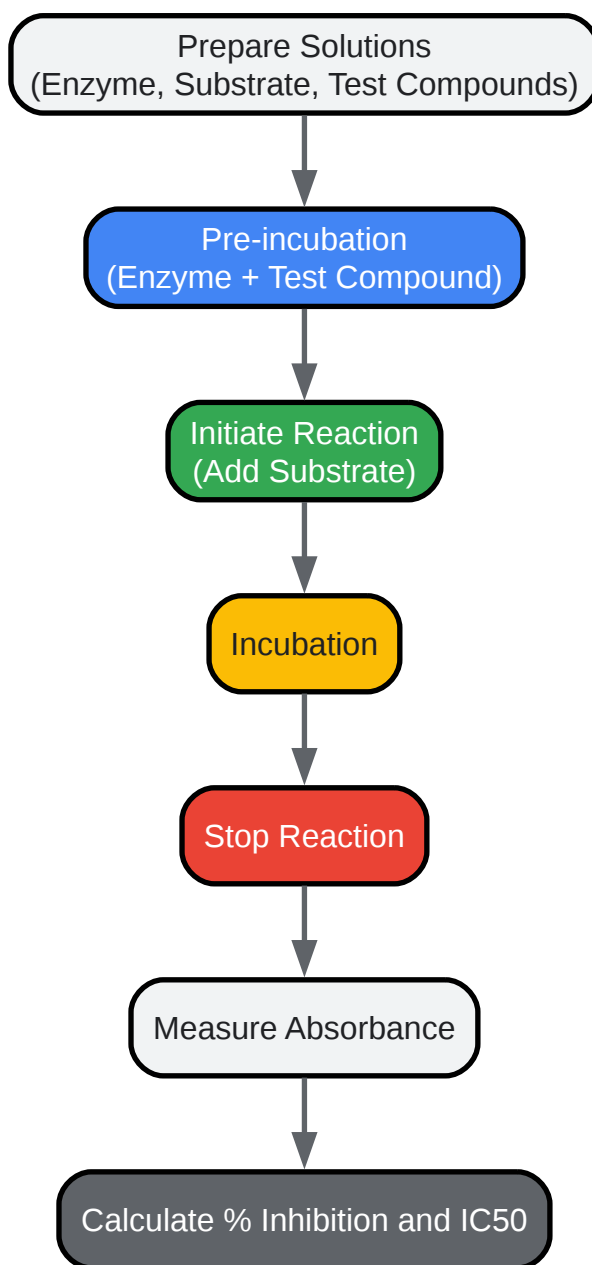 Prepare Solutions
(Enzyme, Substrate, Test Compounds)
Pre-incubation
(Enzyme + Test Compound)
Initiate Reaction
(Add Substrate)
Incubation
Stop Reaction
Measure Absorbance
Calculate % Inhibition and IC50